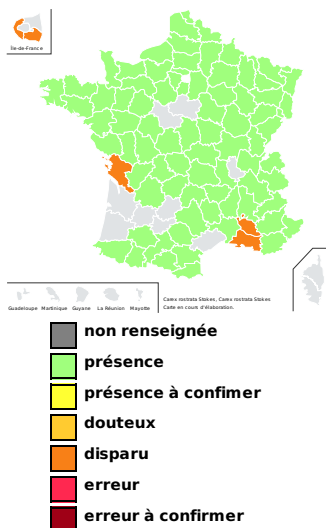 Île-de-France
Guadeloupe Martinique Guyane La Réunion Mayotte
Carex rostrata Stokes, Carex rostrata Stokes
Carte en cours d'élaboration.
non renseignée
présence
présence à confimer
douteux
disparu
erreur
erreur à confirmer